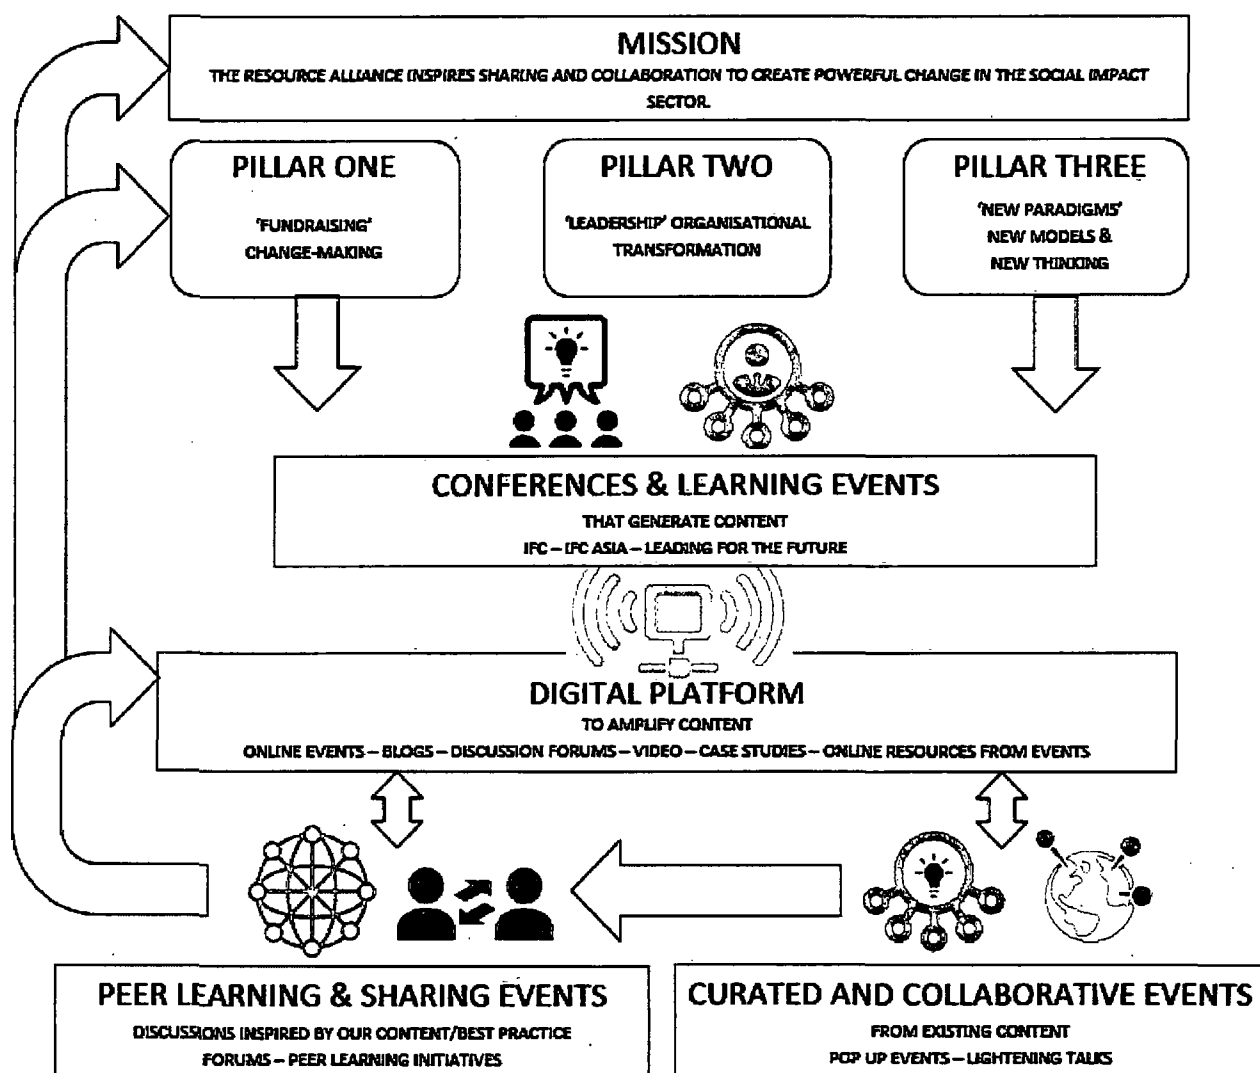 MISSION
THE RESOURCE ALLIANCE INSPIRES SHARING AND COLLABORATION TO CREATE POWERFUL CHANGE IN THE SOCIAL IMPACT
SECTOR.
PILLAR ONE
'FUNDRAISING'
CHANGE-MAKING
PILLAR TWO
'LEADERSHIP' ORGANISATIONAL
TRANSFORMATION
PILLAR THREE
'NEW PARADIGMS'
NEW MODELS &
NEW THINKING
CONFERENCES & LEARNING EVENTS
THAT GENERATE CONTENT
IFC – IFC ASIA – LEADING FOR THE FUTURE
DIGITAL PLATFORM
TO AMPLIFY CONTENT
ONLINE EVENTS – BLOGS – DISCUSSION FORUMS – VIDEO – CASE STUDIES – ONLINE RESOURCES FROM EVENTS
PEER LEARNING & SHARING EVENTS
DISCUSSIONS INSPIRED BY OUR CONTENT/BEST PRACTICE
FORUMS – PEER LEARNING INITIATIVES
CURATED AND COLLABORATIVE EVENTS
FROM EXISTING CONTENT
POP UP EVENTS – LIGHTENING TALKS